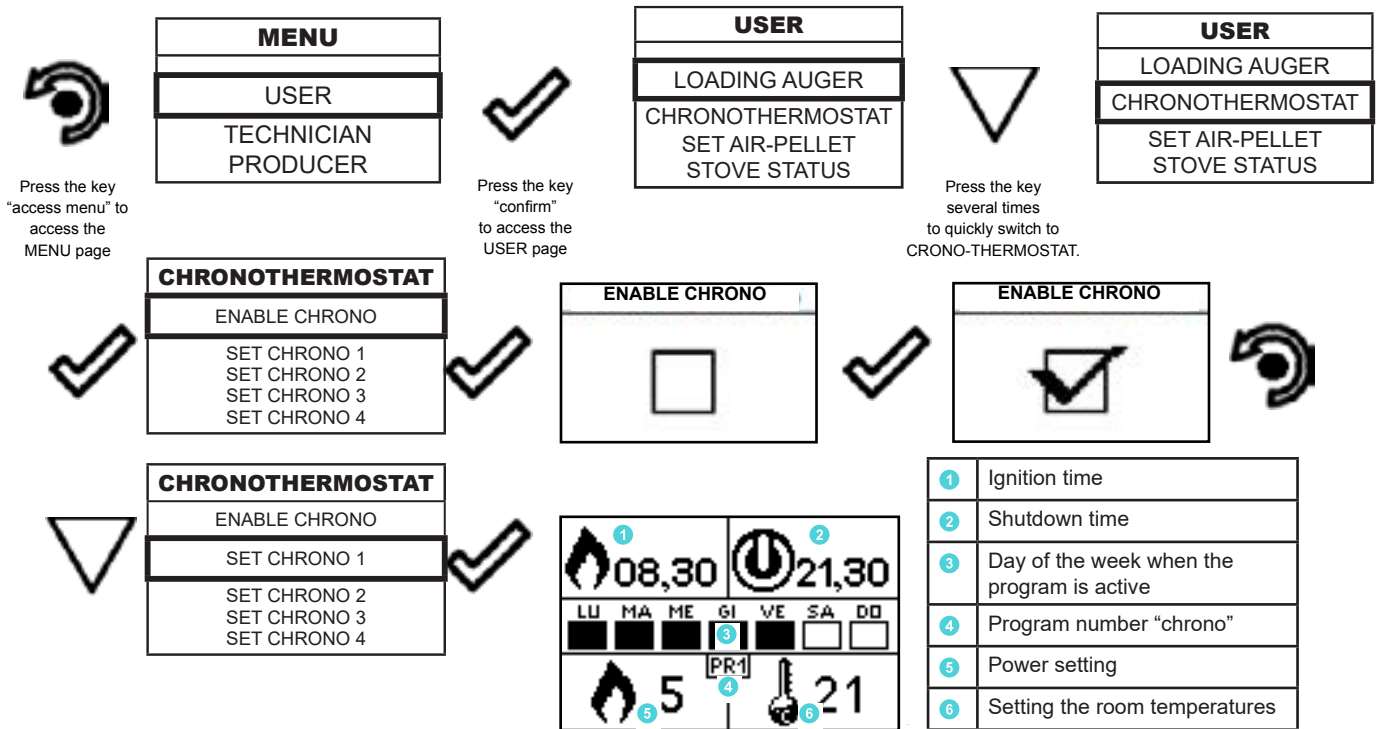 MENU
USER
TECHNICIAN
PRODUCER
Press the key
“access menu” to
access the
MENU page
USER
LOADING AUGER
CHRONOTHERMOSTAT
SET AIR-PELLET
STOVE STATUS
Press the key
“confirm”
to access the
USER page
USER
LOADING AUGER
CHRONOTHERMOSTAT
SET AIR-PELLET
STOVE STATUS
Press the key
several times
to quickly switch to
CRONO-THERMOSTAT.
CHRONOTHERMOSTAT
ENABLE CHRONO
SET CHRONO 1
SET CHRONO 2
SET CHRONO 3
SET CHRONO 4
ENABLE CHRONO
ENABLE CHRONO
CHRONOTHERMOSTAT
ENABLE CHRONO
SET CHRONO 1
SET CHRONO 2
SET CHRONO 3
SET CHRONO 4
1 2
08,30 21,30
LU MA ME GI VE SA DO
3
PR1
4
5 5 6 21
1 Ignition time
2 Shutdown time
3 Day of the week when the
program is active
4 Program number “chrono”
5 Power setting
6 Setting the room temperatures